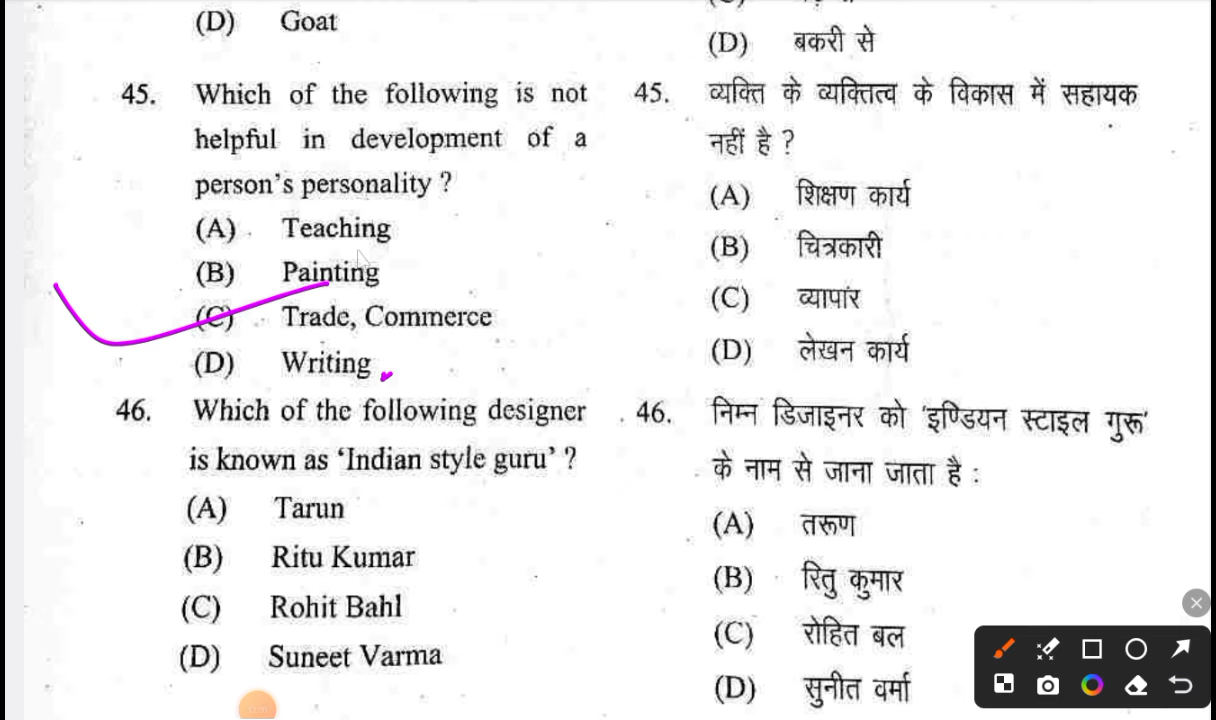 (D) Goat
45. Which of the following is not
helpful in development of a
person's personality ?
(A) Teaching
(B) Painting
(C) Trade, Commerce
(D) Writing
46. Which of the following designer
is known as ‘Indian style guru’ ?
(A) Tarun
(B) Ritu Kumar
(C) Rohit Bahl
(D) Suneet Varma
(D) बकरी से
45. व्यक्ति के व्यक्तित्व के विकास में सहायक
नहीं है ?
(A) शिक्षण कार्य
(B) चित्रकारी
(C) व्यापार
(D) लेखन कार्य
46. निम्न डिजाइनर को 'इण्डियन स्टाइल गुरू'
के नाम से जाना जाता है :
(A) तरूण
(B) रितु कुमार
(C) रोहित बल
(D) सुनीत वर्मा